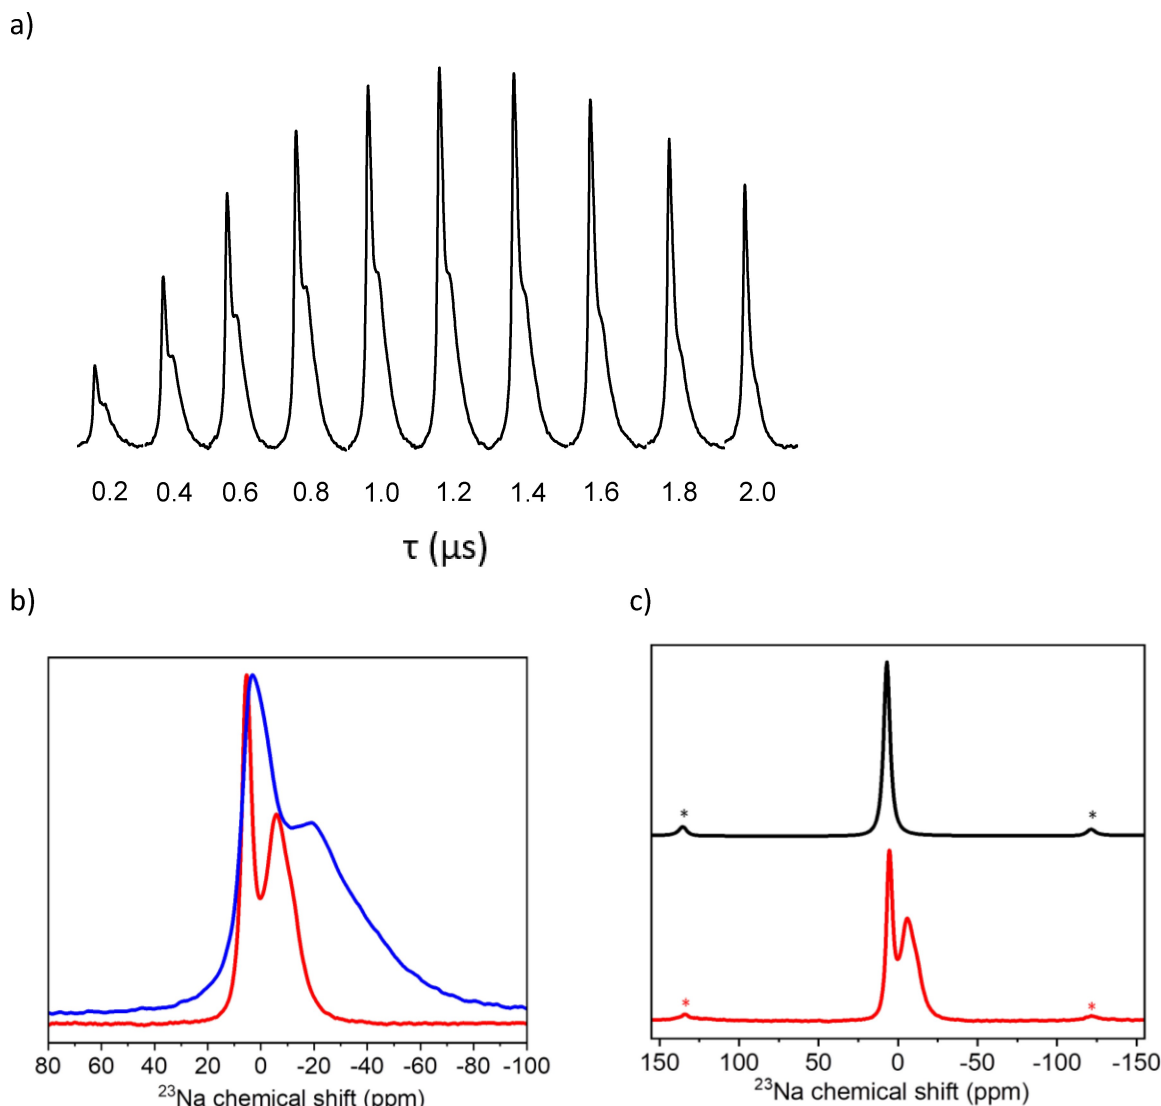 a)
0.2 0.4 0.6 0.8 1.0 1.2 1.4 1.6 1.8 2.0
τ (μs)
b)
80 60 40 20 0 -20 -40 -60 -80 -100
²³Na chemical shift (ppm)
c)
*
*
*
*
150 100 50 0 -50 -100 -150
²³Na chemical shift (ppm)